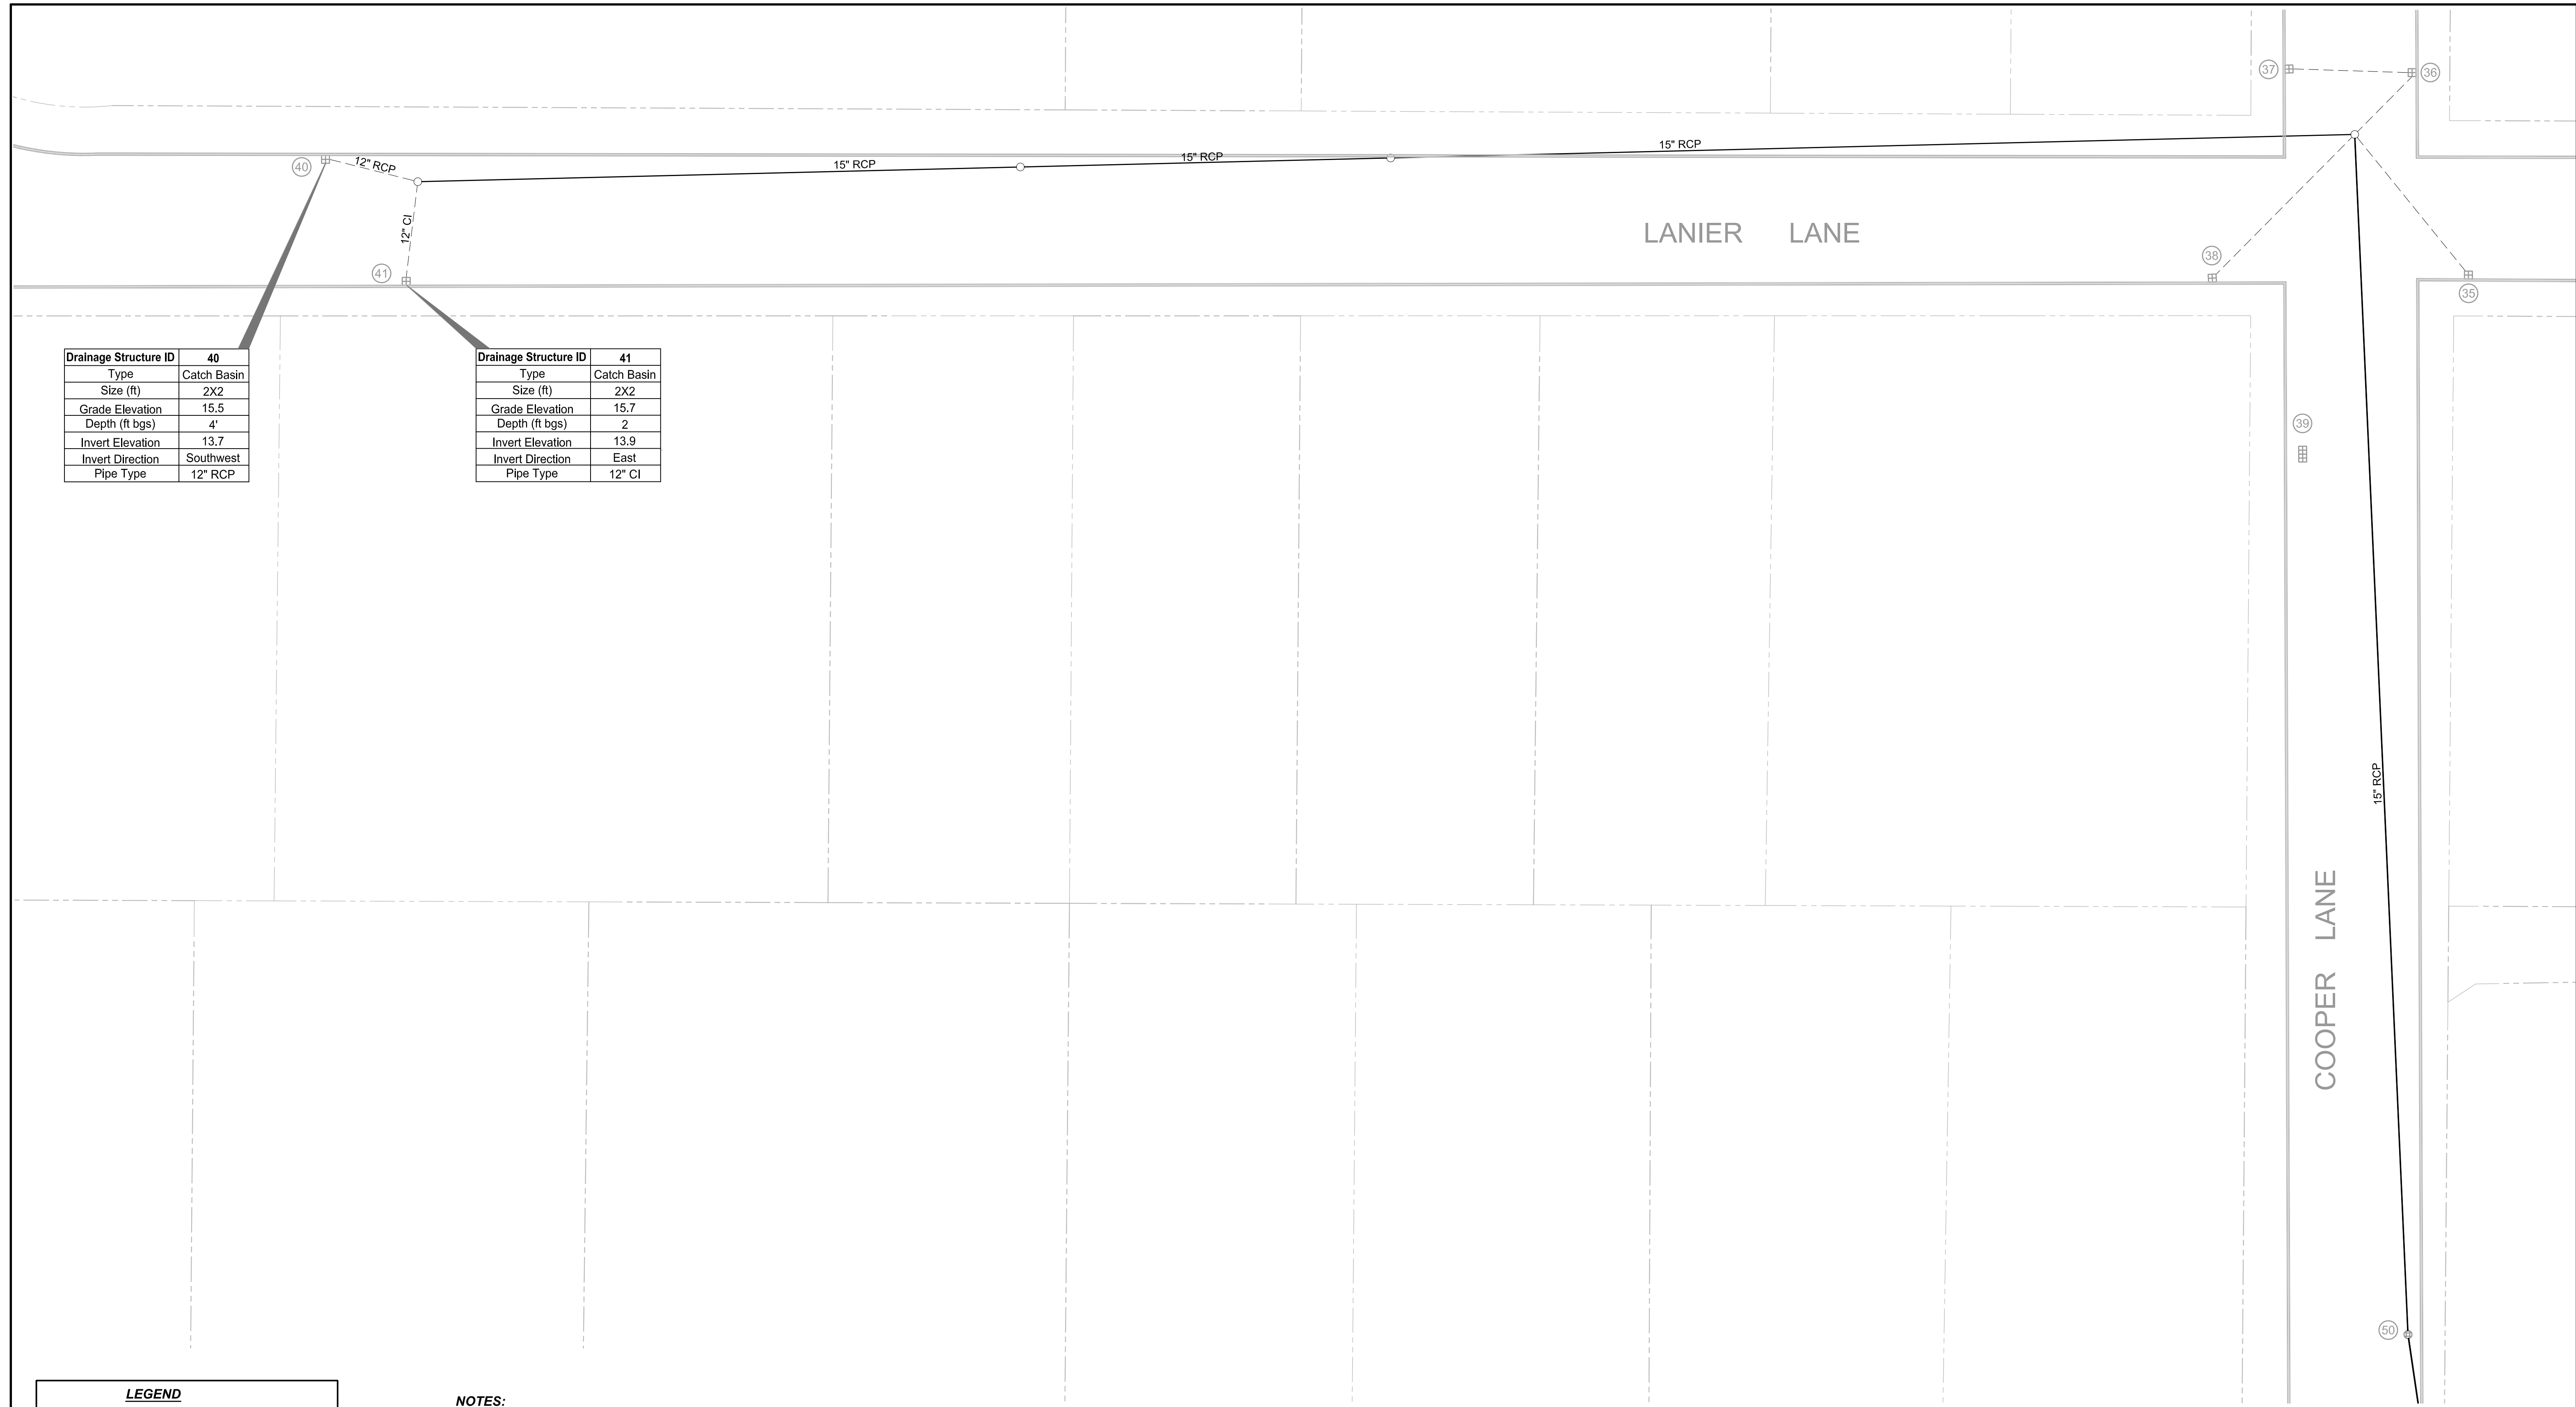 37
36
12" RCP
15" RCP
15" RCP
15" RCP
40
12" CI
LANIER LANE
38
41
35
Drainage Structure ID 40
Type Catch Basin
Size (ft) 2X2
Grade Elevation 15.5
Depth (ft bgs) 4'
Invert Elevation 13.7
Invert Direction Southwest
Pipe Type 12" RCP
Drainage Structure ID 41
Type Catch Basin
Size (ft) 2X2
Grade Elevation 15.7
Depth (ft bgs) 2
Invert Elevation 13.9
Invert Direction East
Pipe Type 12" CI
39
15" RCP
COOPER LANE
50
LEGEND
NOTES: